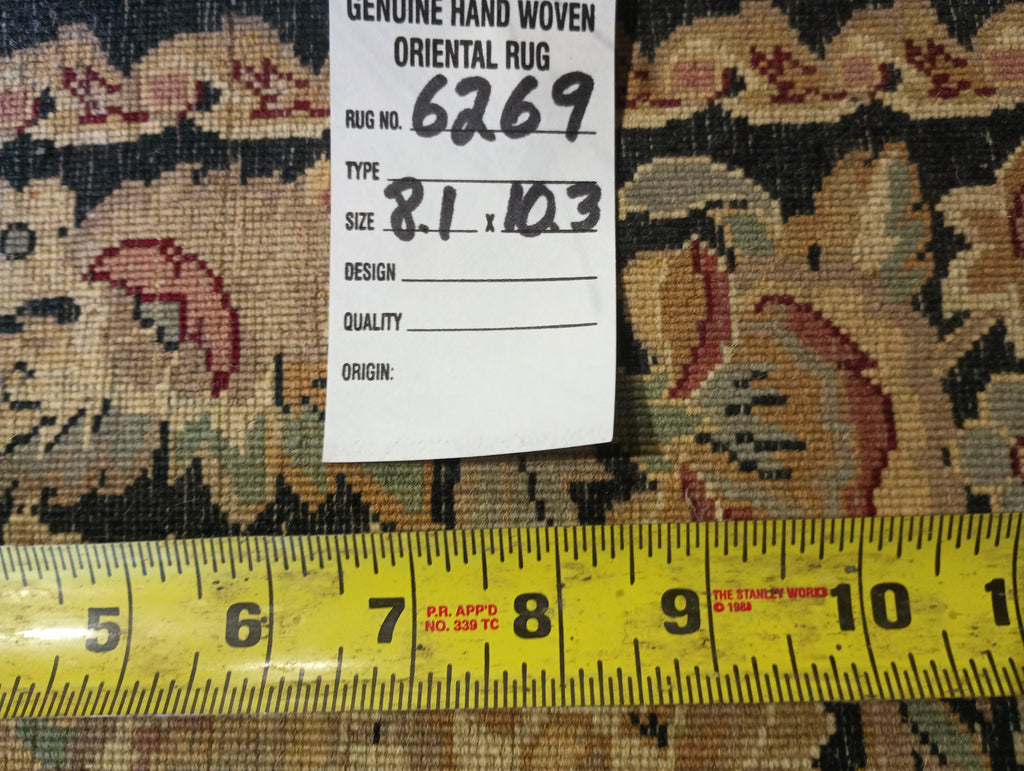 GENUINE HAND WOVEN
ORIENTAL RUG
RUG NO. 6269
TYPE
SIZE 8.1 x 10.3
DESIGN
QUALITY
ORIGIN:
5 6 7 8 9 10 1
P.R. APP'D
NO. 339 TC
THE STANLEY WORKS
© 1988